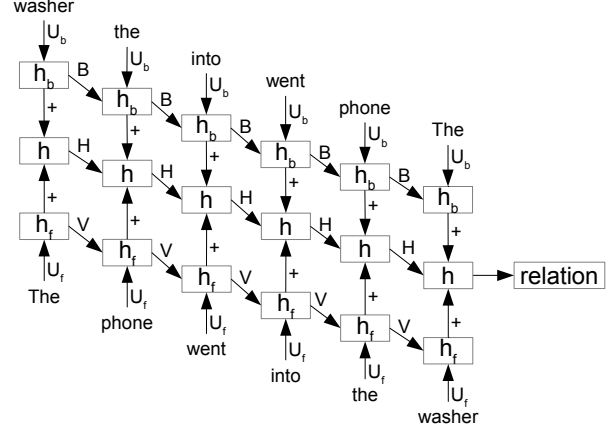 washer
the
into
went
phone
The
U_b
U_b
U_b
U_b
U_b
U_b
h_b
B
h_b
B
h_b
B
h_b
B
h_b
B
h_b
+
+
+
+
+
+
h
H
h
H
h
H
h
H
h
H
h
relation
+
+
+
+
+
+
h_f
V
h_f
V
h_f
V
h_f
V
h_f
V
h_f
U_f
U_f
U_f
U_f
U_f
U_f
The
phone
went
into
the
washer